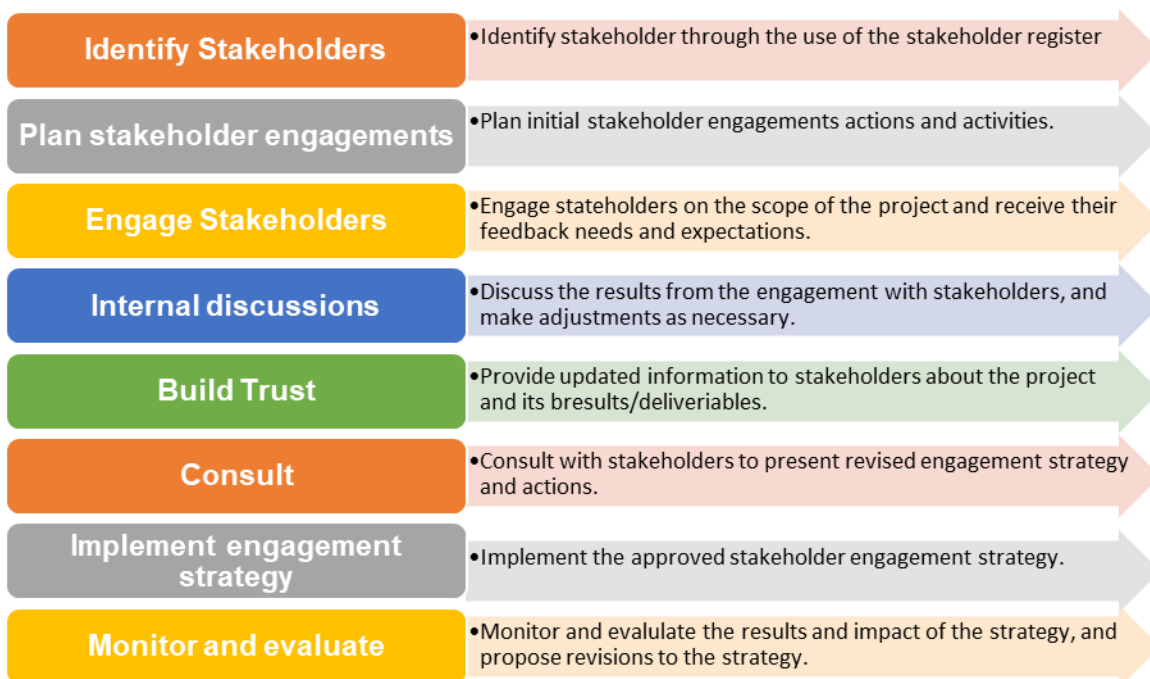 Identify Stakeholders
•Identify stakeholder through the use of the stakeholder register
Plan stakeholder engagements
•Plan initial stakeholder engagements actions and activities.
Engage Stakeholders
•Engage stateholders on the scope of the project and receive their
feedback needs and expectations.
Internal discussions
•Discuss the results from the engagement with stakeholders, and
make adjustments as necessary.
Build Trust
•Provide updated information to stakeholders about the project
and its bresults/deliveriables.
Consult
•Consult with stakeholders to present revised engagement strategy
and actions.
Implement engagement
strategy
•Implement the approved stakeholder engagement strategy.
Monitor and evaluate
•Monitor and evalulate the results and impact of the strategy, and
propose revisions to the strategy.